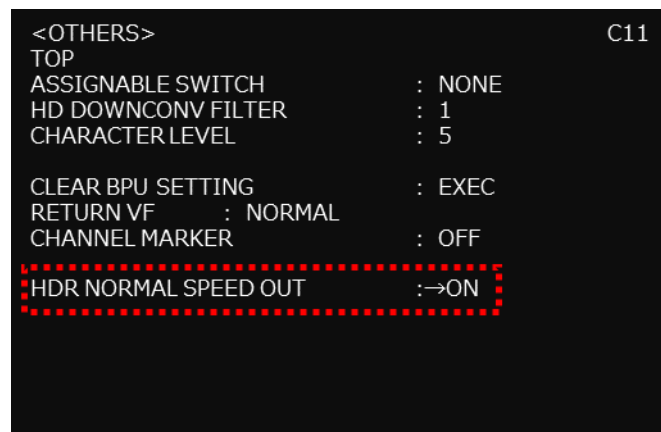 <OTHERS> C11
TOP
ASSIGNABLE SWITCH : NONE
HD DOWNCONV FILTER : 1
CHARACTER LEVEL : 5
CLEAR BPU SETTING : EXEC
RETURN VF : NORMAL
CHANNEL MARKER : OFF
HDR NORMAL SPEED OUT :→ON